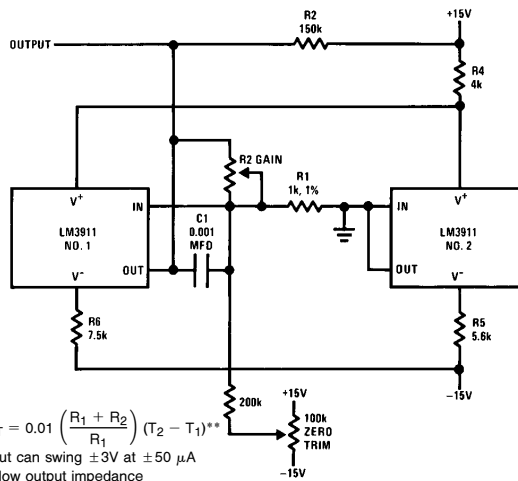 R2
150k
+15V
OUTPUT
R4
4k
R2 GAIN
R1
1k, 1%
V+
IN
LM3911
NO. 1
C1
0.001
MFD
OUT
V−
V+
IN
LM3911
NO. 2
OUT
V−
R6
7.5k
R5
5.6k
−15V
200k
+15V
100k
ZERO
TRIM
−15V
= 0.01 (R1 + R2 / R1) (T2 − T1)**
can swing ±3V at ±50 μA
low output impedance